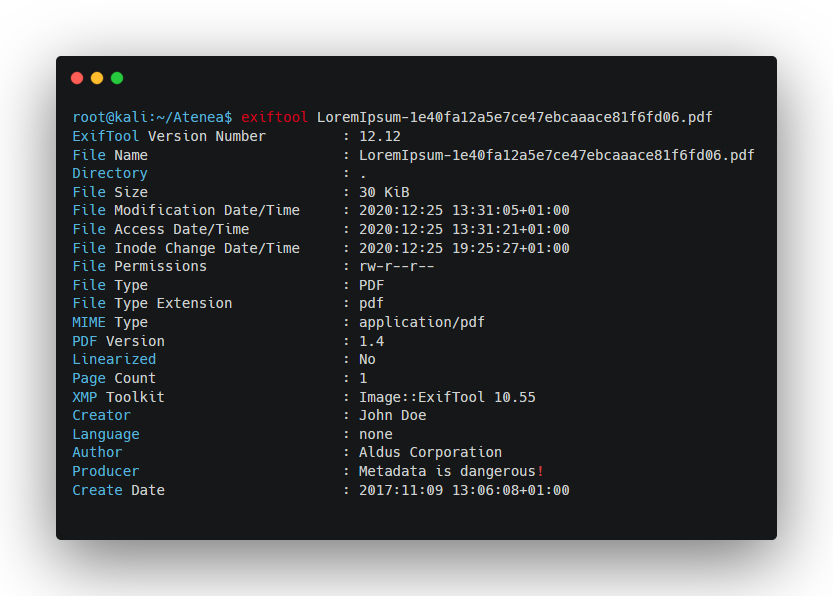 root@kali:~/Atenea$ exiftool LoremIpsum-1e40fa12a5e7ce47ebcaaace81f6fd06.pdf
ExifTool Version Number : 12.12
File Name : LoremIpsum-1e40fa12a5e7ce47ebcaaace81f6fd06.pdf
Directory : .
File Size : 30 KiB
File Modification Date/Time : 2020:12:25 13:31:05+01:00
File Access Date/Time : 2020:12:25 13:31:21+01:00
File Inode Change Date/Time : 2020:12:25 19:25:27+01:00
File Permissions : rw-r--r--
File Type : PDF
File Type Extension : pdf
MIME Type : application/pdf
PDF Version : 1.4
Linearized : No
Page Count : 1
XMP Toolkit : Image::ExifTool 10.55
Creator : John Doe
Language : none
Author : Aldus Corporation
Producer : Metadata is dangerous!
Create Date : 2017:11:09 13:06:08+01:00